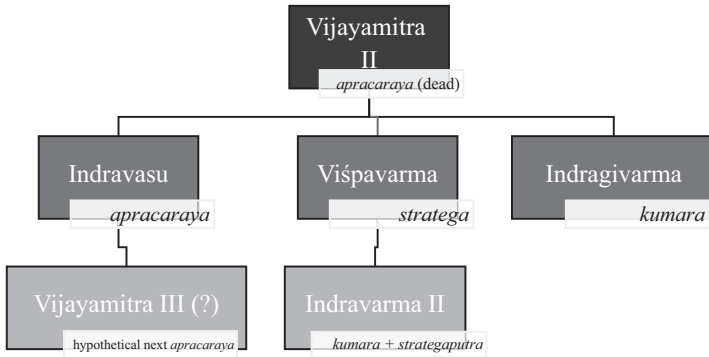 Vijayamitra
II
apracaraya (dead)
Indravasu
apracaraya
Viśpavarma
stratega
Indragivarma
kumara
Vijayamitra III (?)
hypothetical next apracaraya
Indravarma II
kumara + strategaputra